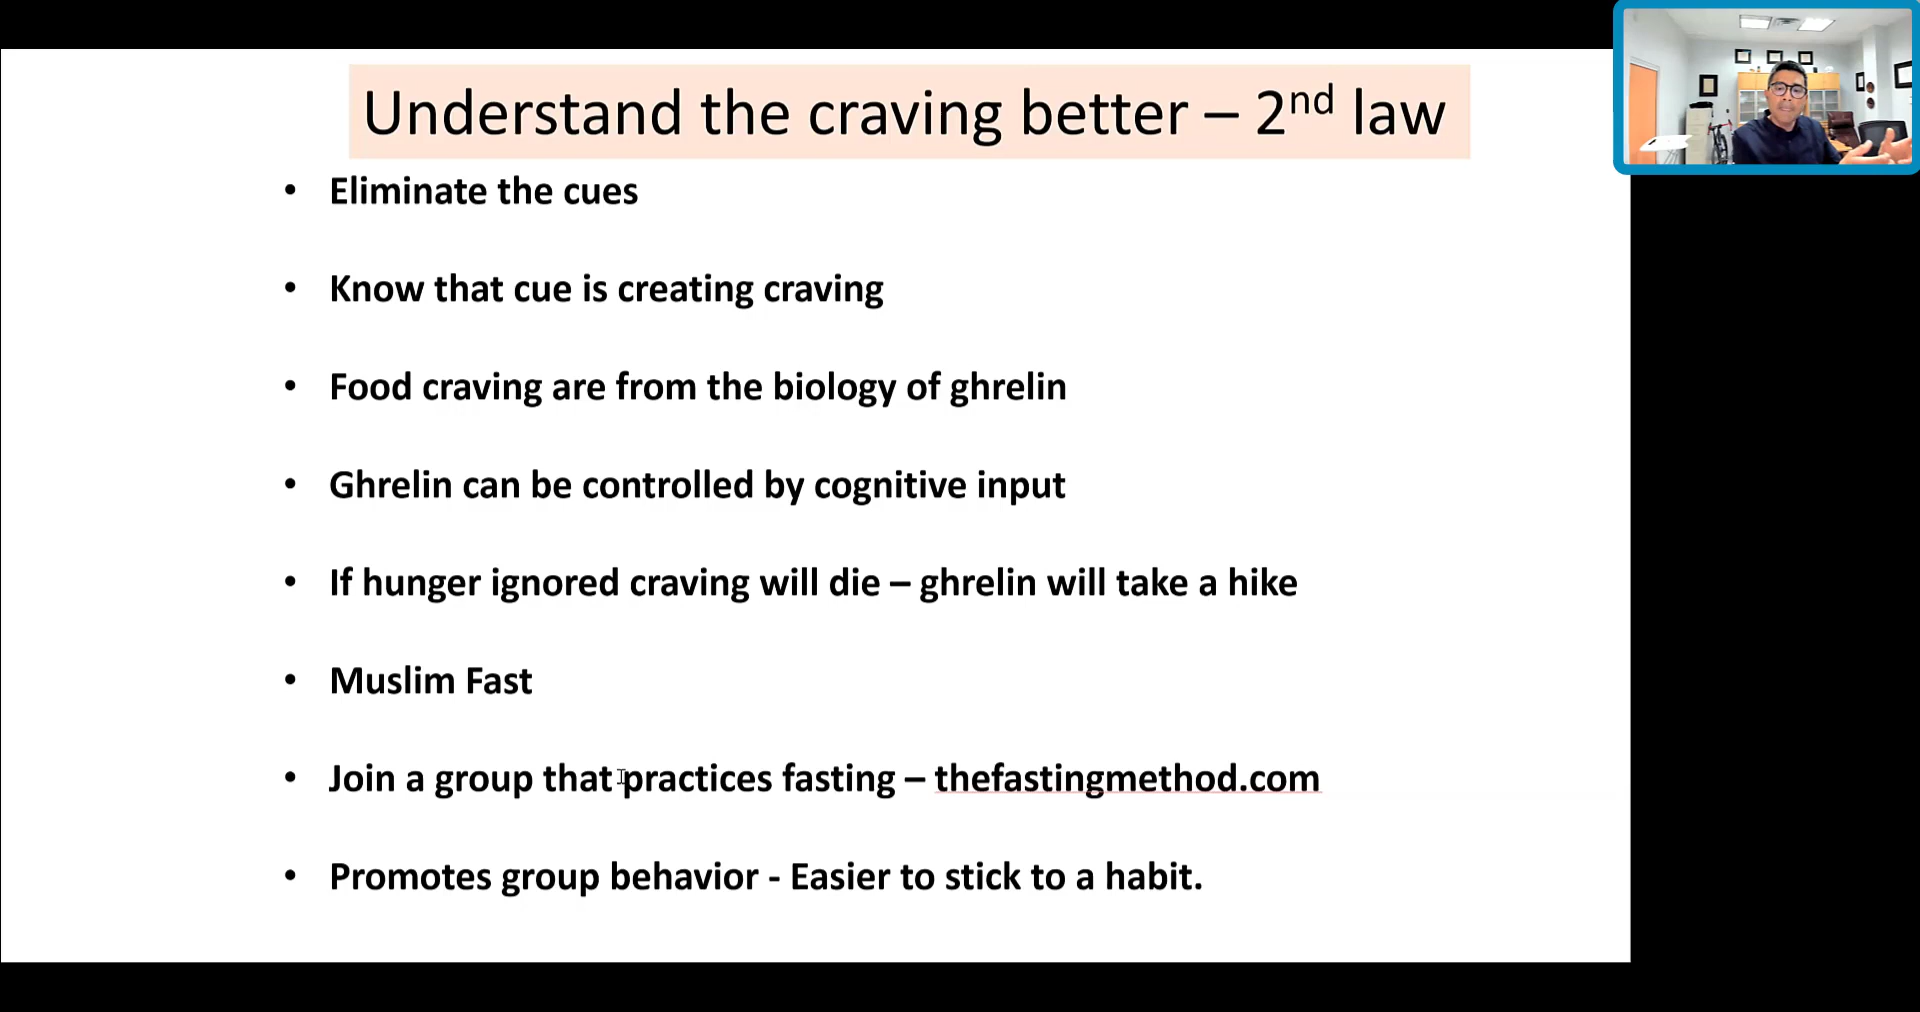 Understand the craving better – 2nd law
• Eliminate the cues
• Know that cue is creating craving
• Food craving are from the biology of ghrelin
• Ghrelin can be controlled by cognitive input
• If hunger ignored craving will die – ghrelin will take a hike
• Muslim Fast
• Join a group that practices fasting – thefastingmethod.com
• Promotes group behavior - Easier to stick to a habit.